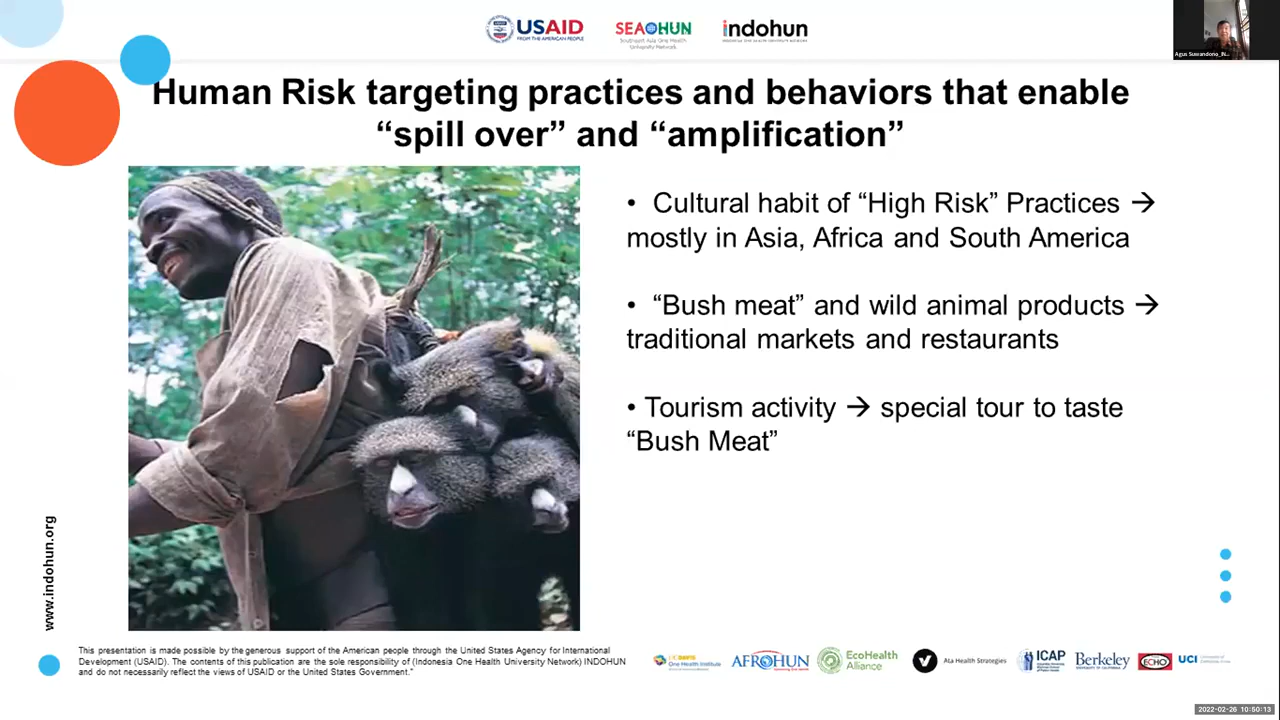 USAID
FROM THE AMERICAN PEOPLE
SEAOHUN
Southeast Asia One Health
University Network
indohun
Agus Suwandono_IN...
Human Risk targeting practices and behaviors that enable
“spill over” and “amplification”
• Cultural habit of “High Risk” Practices →
mostly in Asia, Africa and South America
• “Bush meat” and wild animal products →
traditional markets and restaurants
• Tourism activity → special tour to taste
“Bush Meat”
www.indohun.org
This presentation is made possible by the generous support of the American people through the United States Agency for International
Development (USAID). The contents of this publication are the sole responsibility of (Indonesia One Health University Network) INDOHUN
and do not necessarily reflect the views of USAID or the United States Government.”
One Health Institute
AFROHUN
EcoHealth
Alliance
Ata Health Strategies
ICAP
Berkeley
ECHO
UCI
2022-02-26 10:50:13